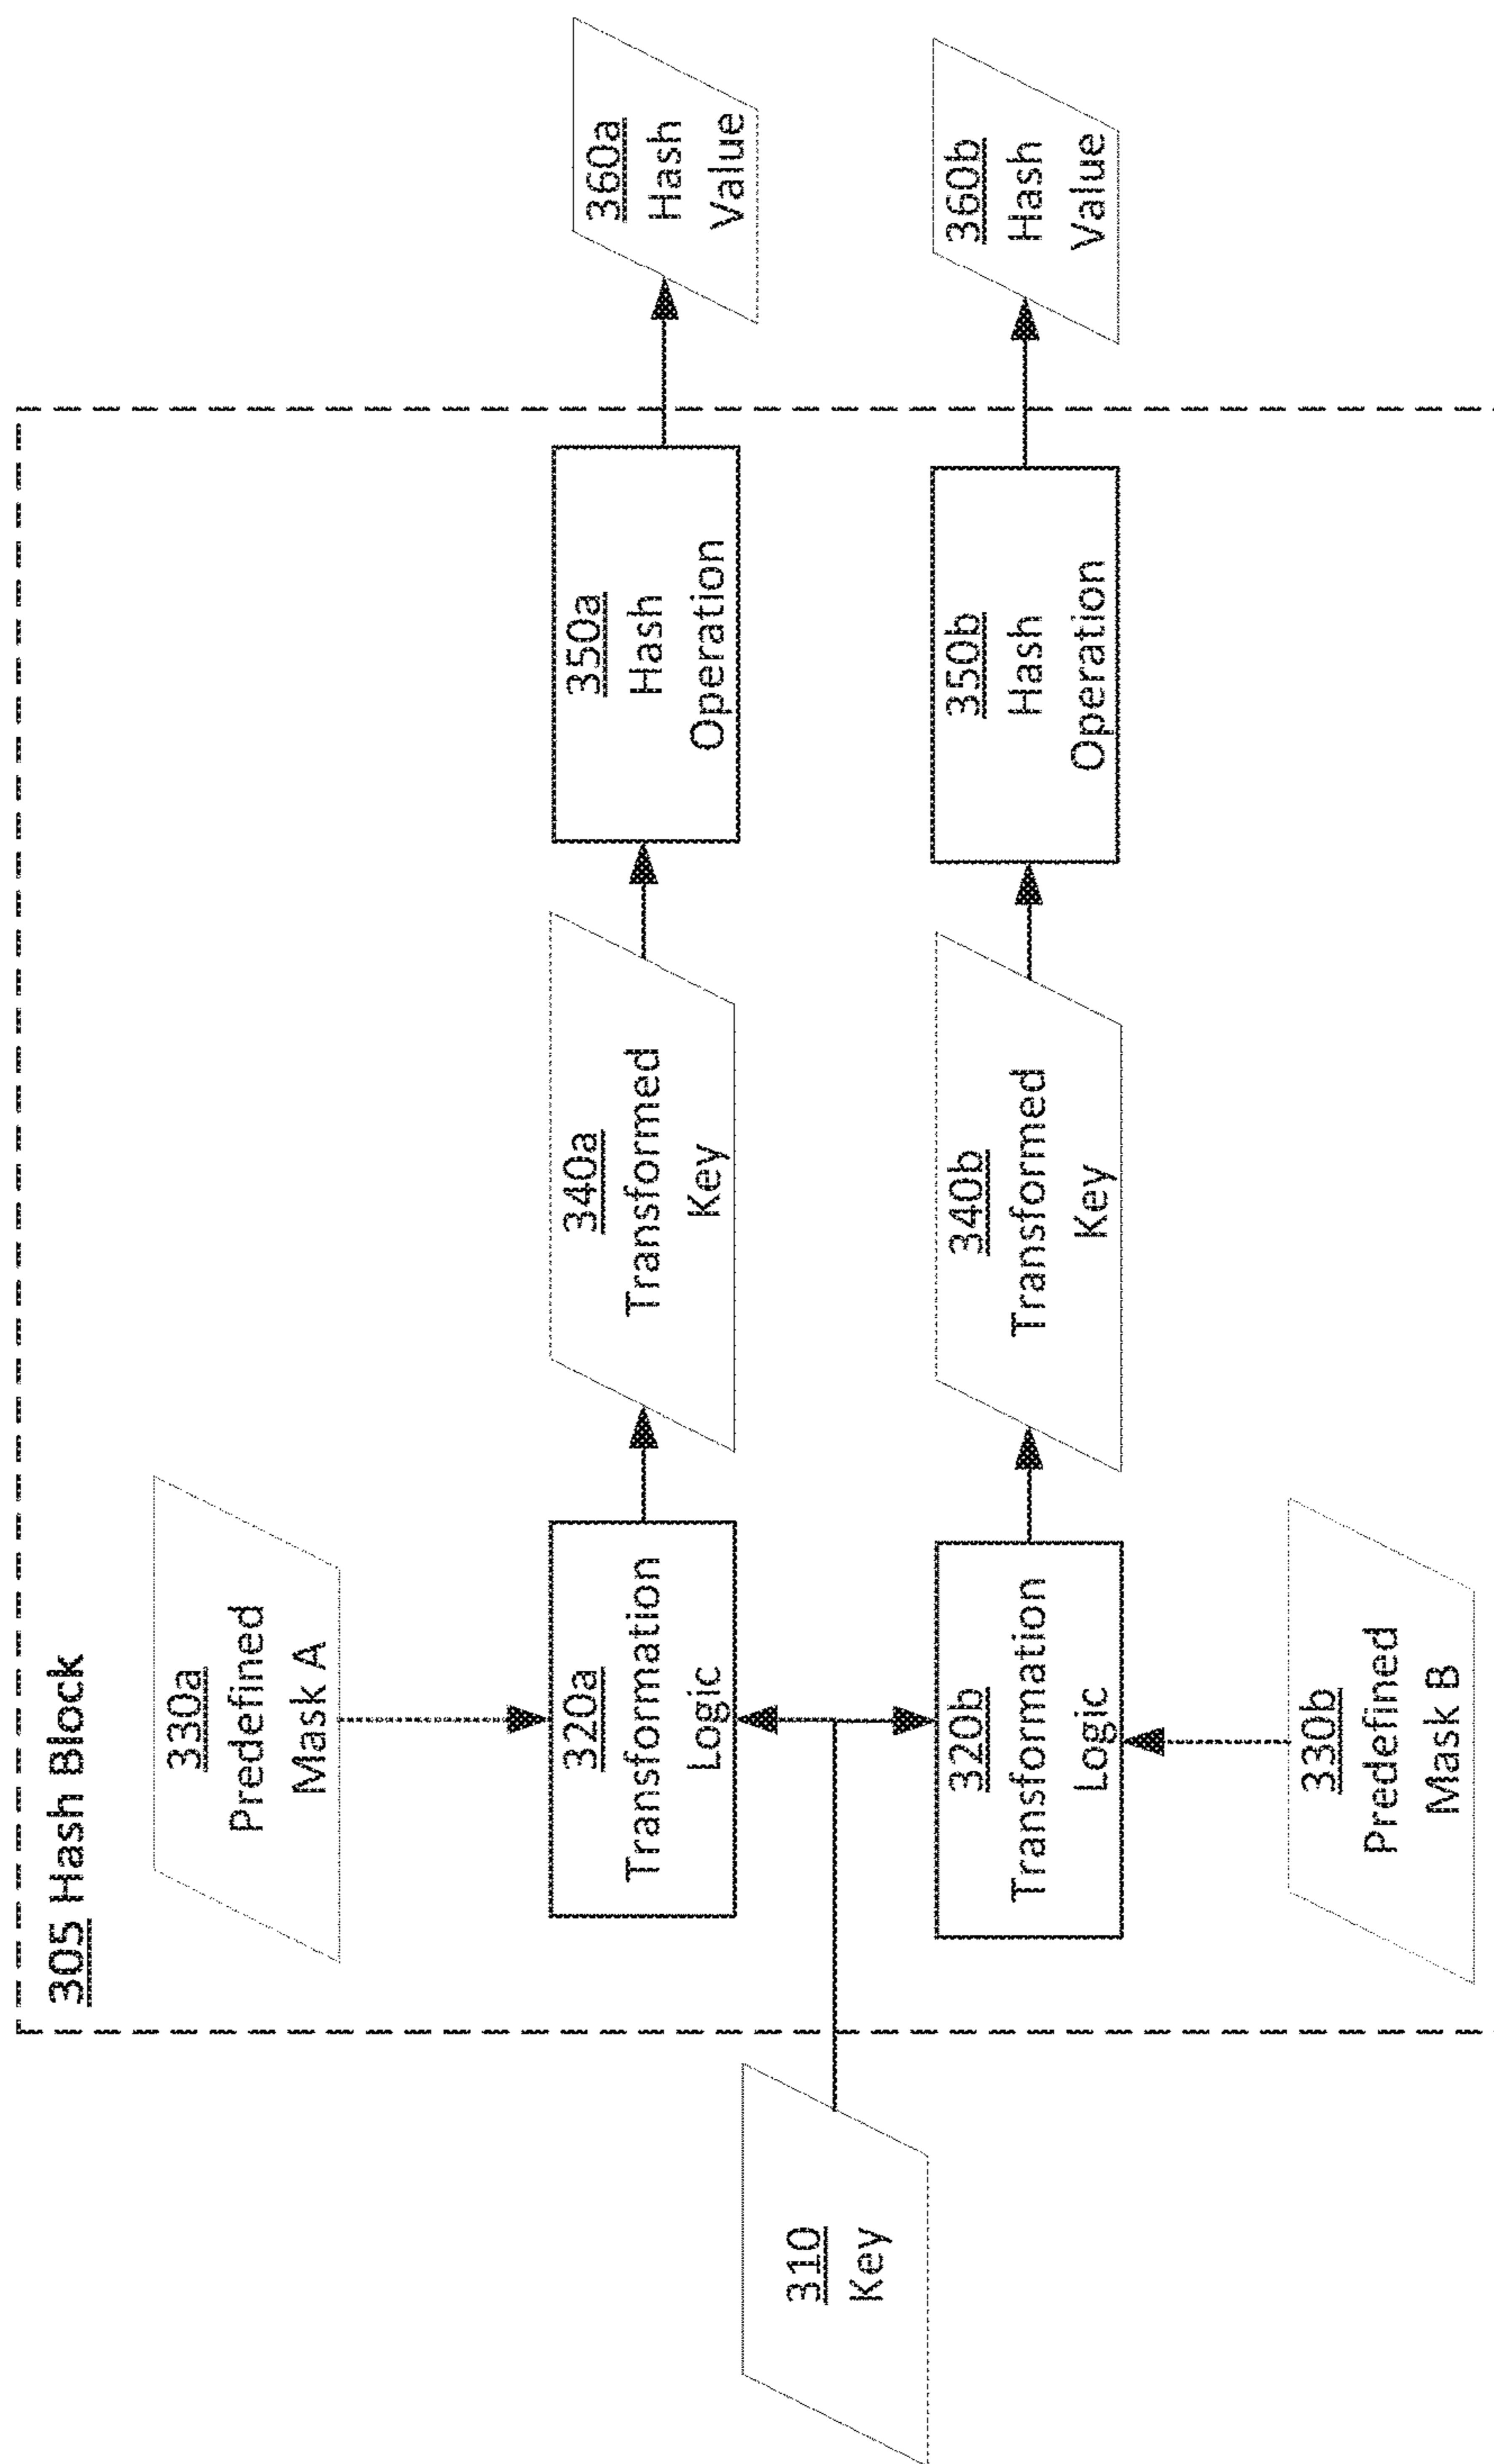 305 Hash Block
330a
Predefined
Mask A
310
Key
320a
Transformation
Logic
340a
Transformed
Key
350a
Hash
Operation
360a
Hash
Value
320b
Transformation
Logic
340b
Transformed
Key
350b
Hash
Operation
360b
Hash
Value
330b
Predefined
Mask B